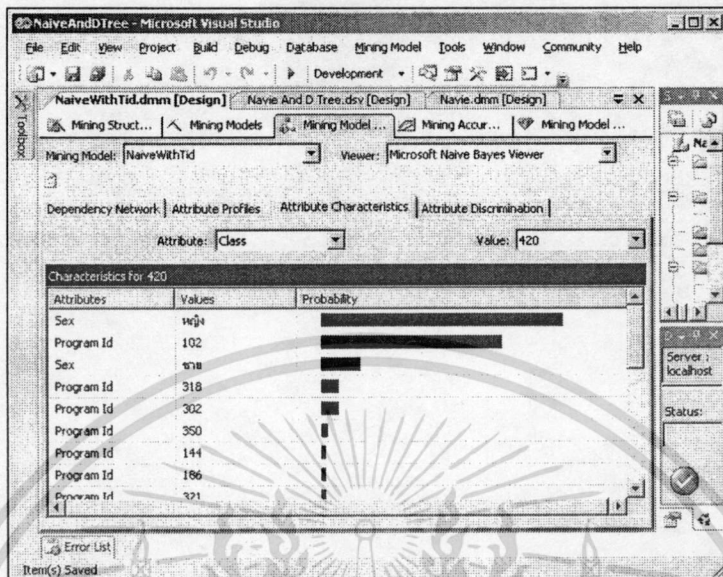 NaiveAndDTree - Microsoft Visual Studio
File Edit View Project Build Debug Database Mining Model Tools Window Community Help
Development
Toolbox
NaiveWithTid.dmm [Design] Navie And D Tree.dsv [Design] Navie.dmm [Design]
Mining Struct... Mining Models Mining Model ... Mining Accur... Mining Model ...
Mining Model: NaiveWithTid Viewer: Microsoft Naive Bayes Viewer
Dependency Network Attribute Profiles Attribute Characteristics Attribute Discrimination
Attribute: Class Value: 420
Characteristics for 420
Attributes Values Probability
Sex หญิง
Program Id 102
Sex ชาย
Program Id 318
Program Id 302
Program Id 350
Program Id 144
Program Id 186
Program Id 321
Na
Server :
localhost
Status:
Error List
Item(s) Saved